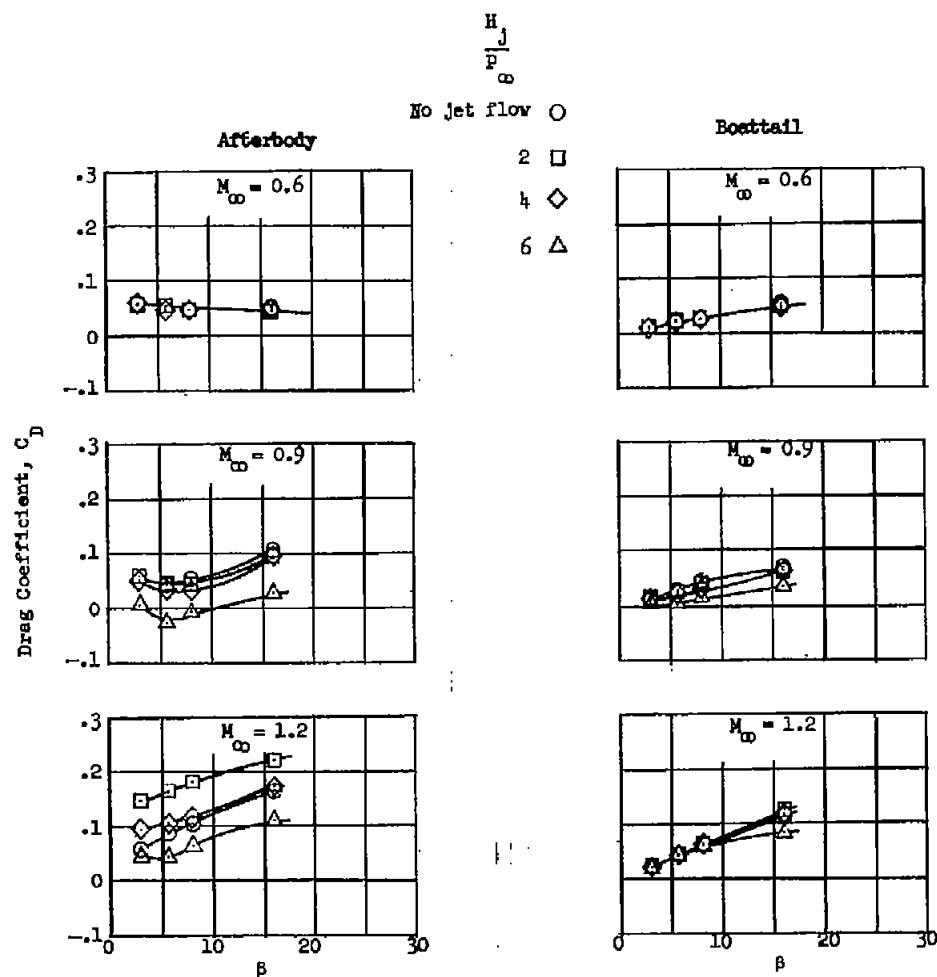 H_j
p_∞
No jet flow ○
2 □
4 ◇
6 △
Afterbody
Boattail
M_∞ = 0.6
.3
.2
.1
0
-.1
M_∞ = 0.6
Drag Coefficient, C_D
M_∞ = 0.9
.3
.2
.1
0
-.1
M_∞ = 0.9
M_∞ = 1.2
.3
.2
.1
0
-.1
0 10 20 30
β
M_∞ = 1.2
0 10 20 30
β